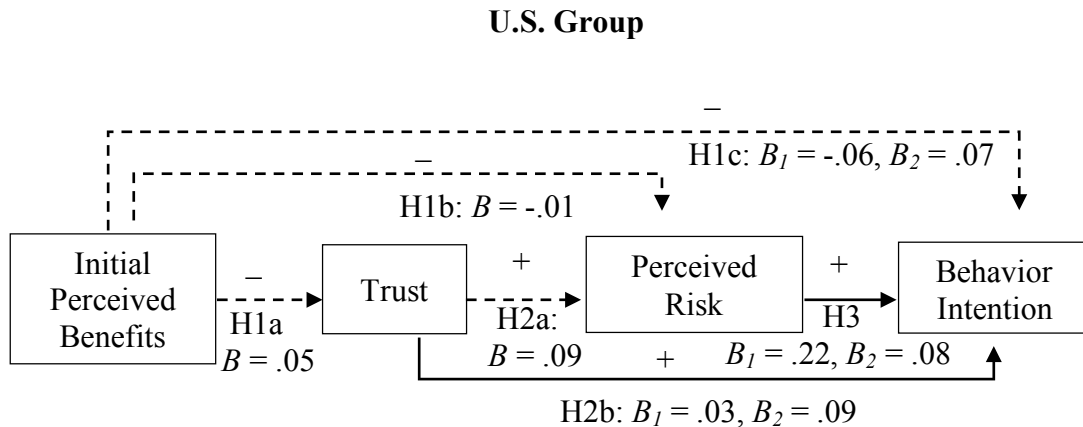 U.S. Group
–
H1c: B1 = -.06, B2 = .07
–
H1b: B = -.01
Initial
Perceived
Benefits
–
H1a
B = .05
Trust
+
H2a:
B = .09
Perceived
Risk
+
H3
B1 = .22, B2 = .08
Behavior
Intention
+
H2b: B1 = .03, B2 = .09